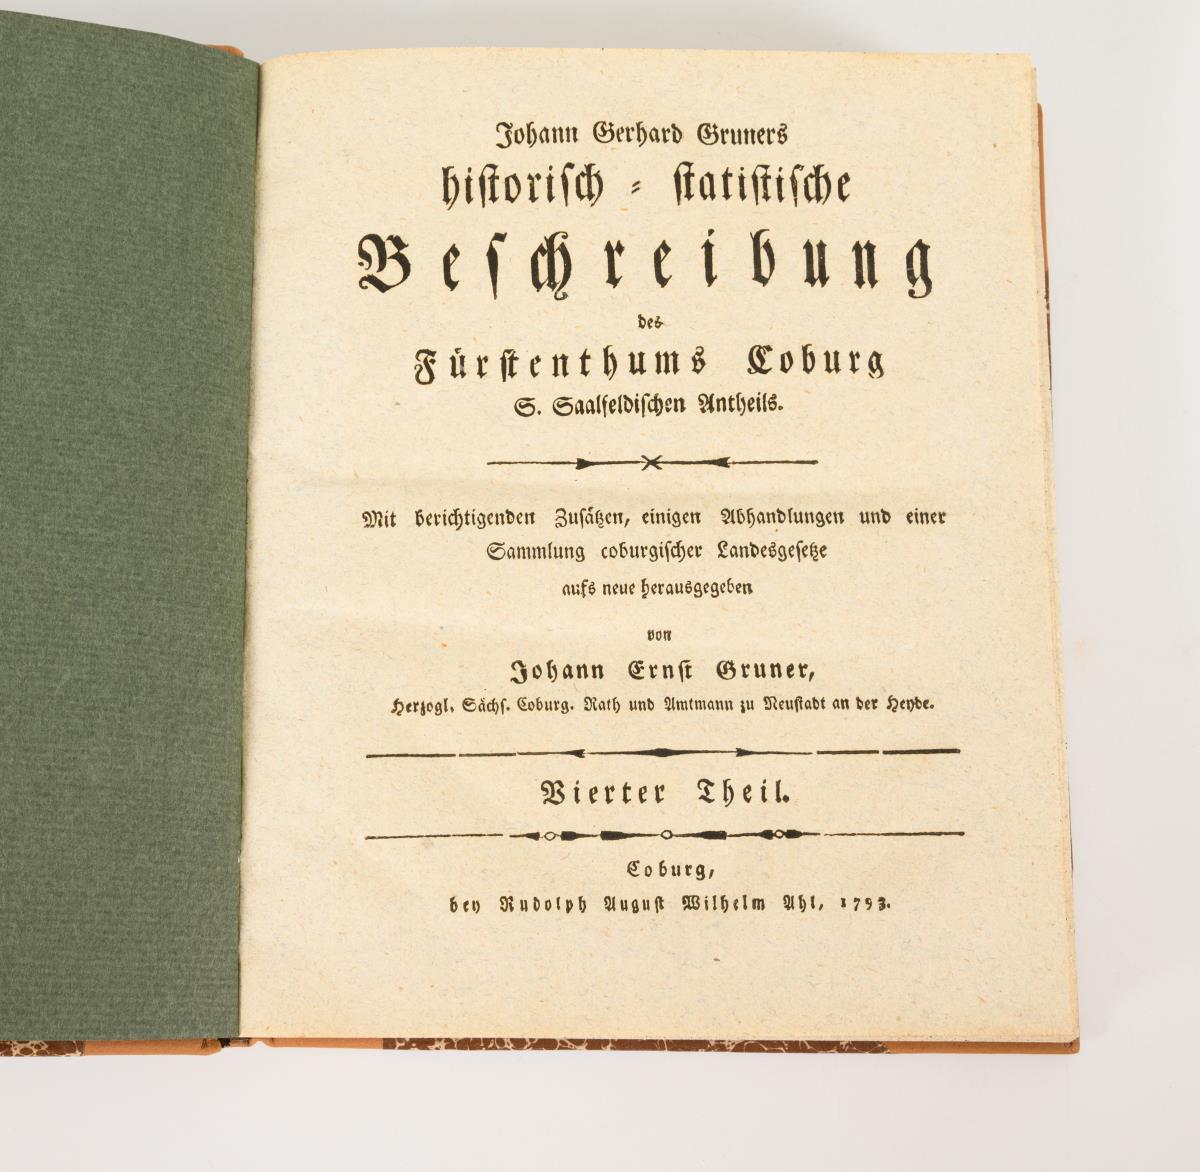 Johann Gerhard Gruners
hiſtoriſch ⸗ ſtatiſtiſche
Beſchreibung
des
Fürſtenthums Coburg
S. Saalfeldiſchen Antheils.
Mit berichtigenden Zuſätzen, einigen Abhandlungen und einer
Sammlung coburgiſcher Landesgeſetze
aufs neue herausgegeben
von
Johann Ernſt Gruner,
Herzogl. Sächſ. Coburg. Rath und Amtmann zu Neuſtadt an der Heyde.
Vierter Theil.
Coburg,
bey Rudolph Auguſt Wilhelm Ahl, 1793.